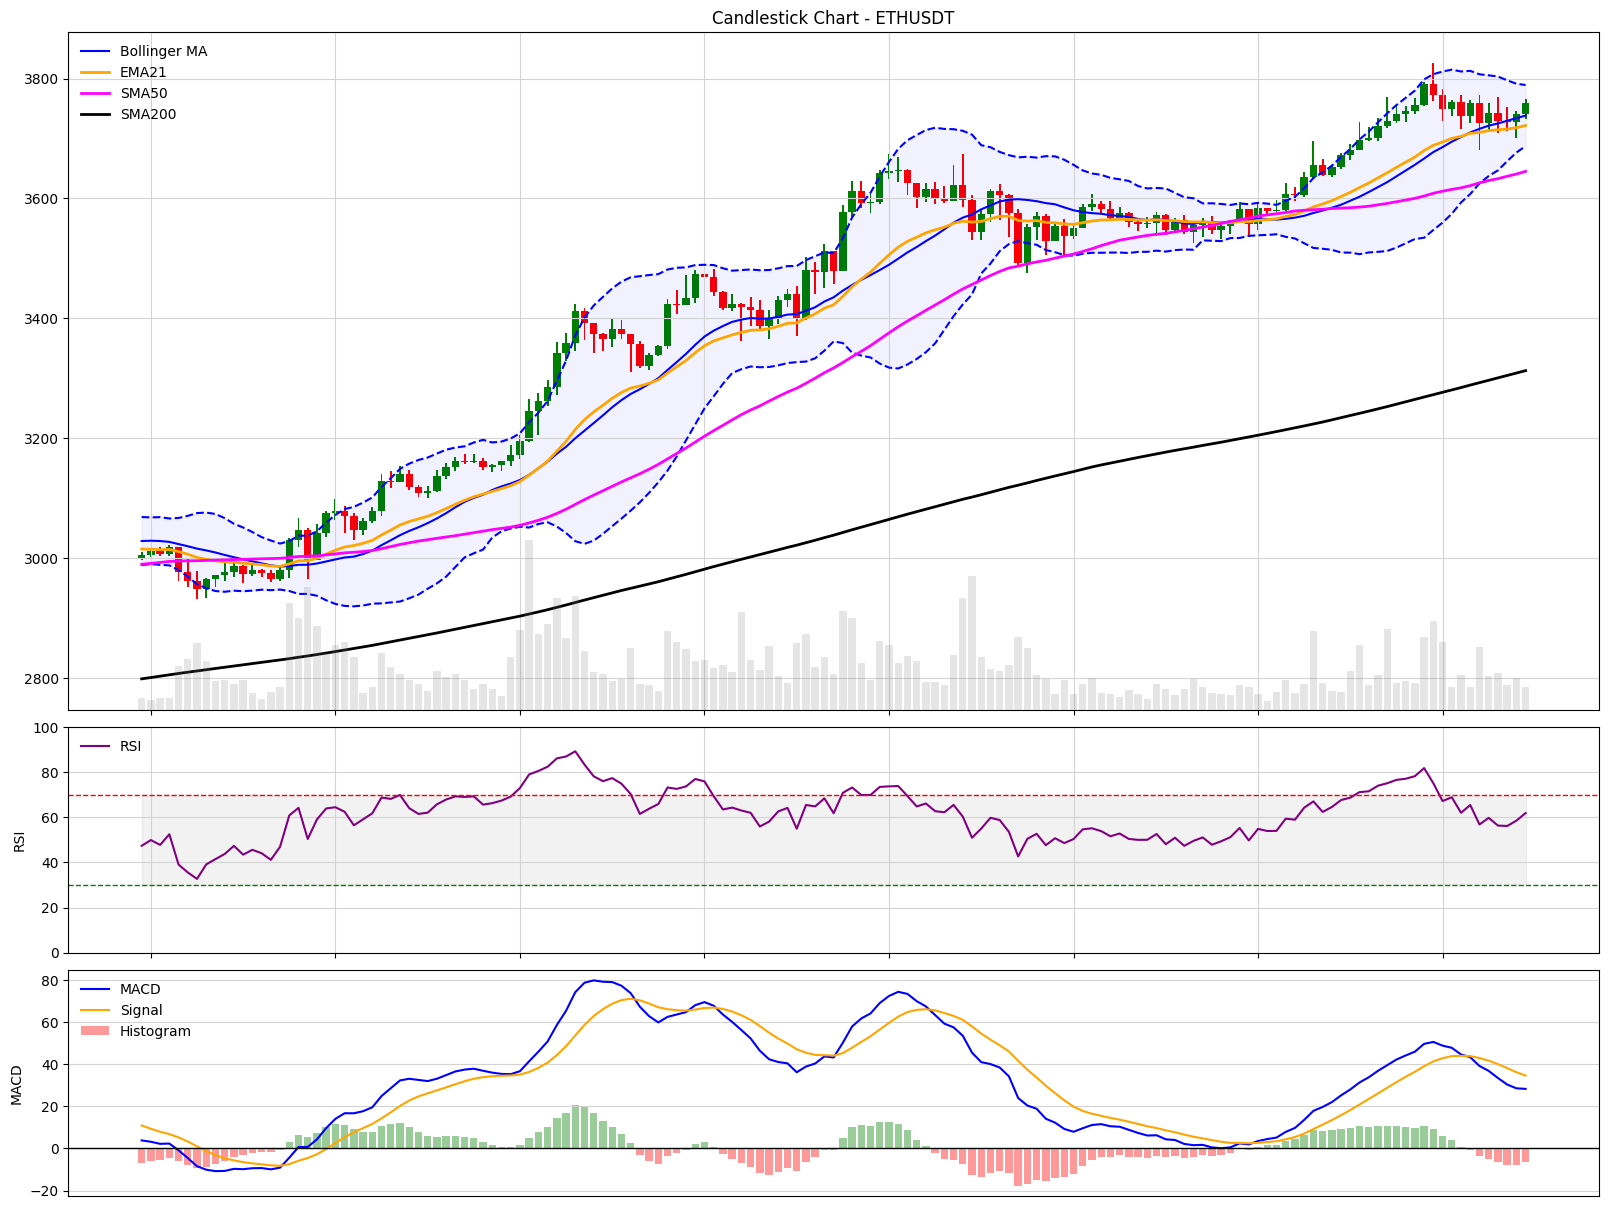 Candlestick Chart - ETHUSDT
Bollinger MA
EMA21
SMA50
SMA200
3800
3600
3400
3200
3000
2800
RSI
100
80
60
40
20
0
RSI
MACD
Signal
Histogram
80
60
40
20
0
−20
MACD